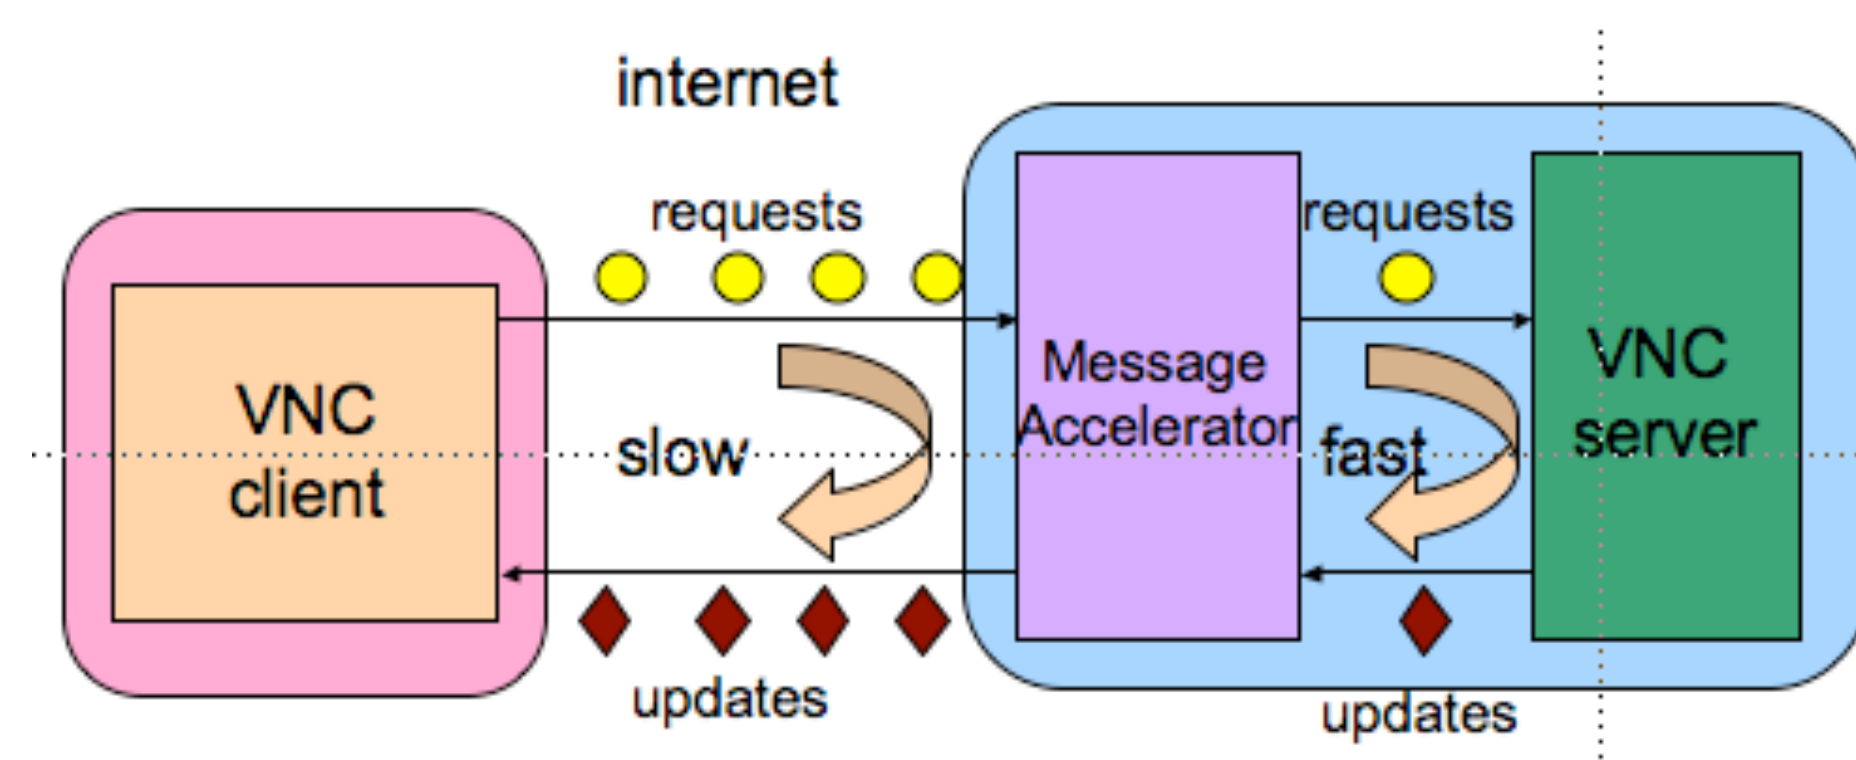 internet
requests
requests
VNC
client
slow
Message
Accelerator
fast
VNC
server
updates
updates